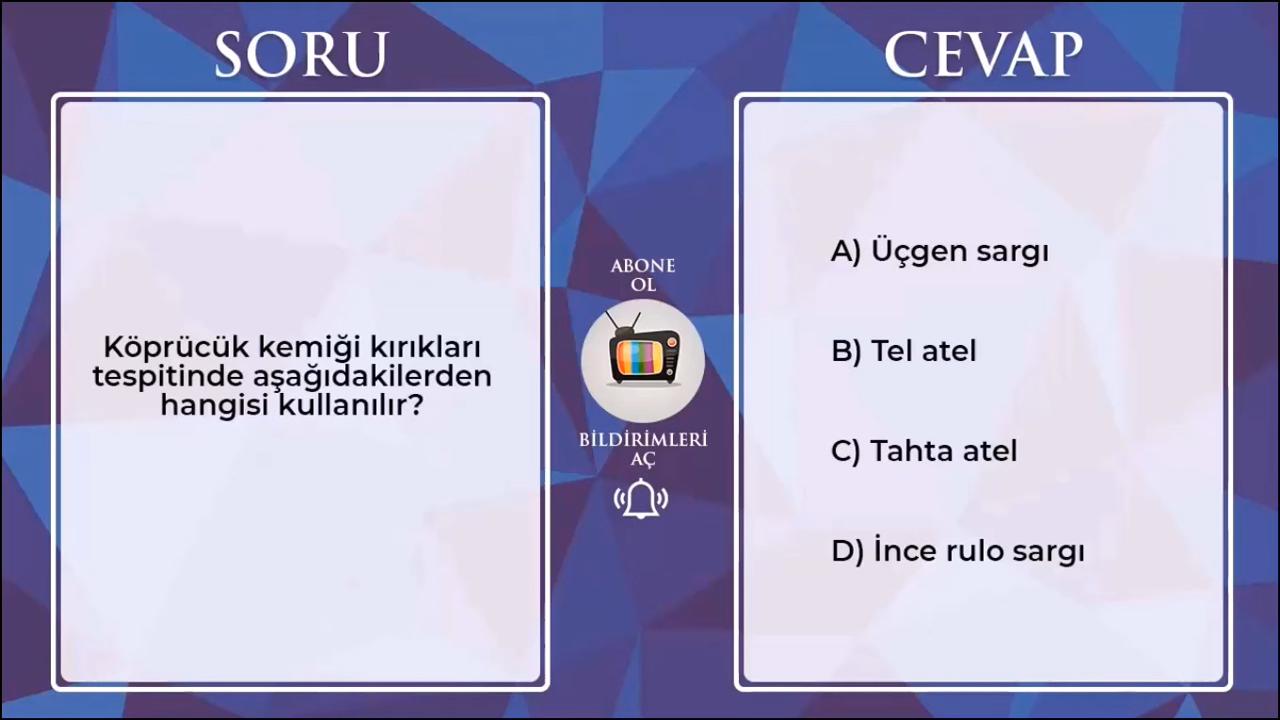 SORU
Köprücük kemiği kırıkları
tespitinde aşağıdakilerden
hangisi kullanılır?
ABONE
OL
BİLDİRİMLERİ
AÇ
CEVAP
A) Üçgen sargı
B) Tel atel
C) Tahta atel
D) İnce rulo sargı